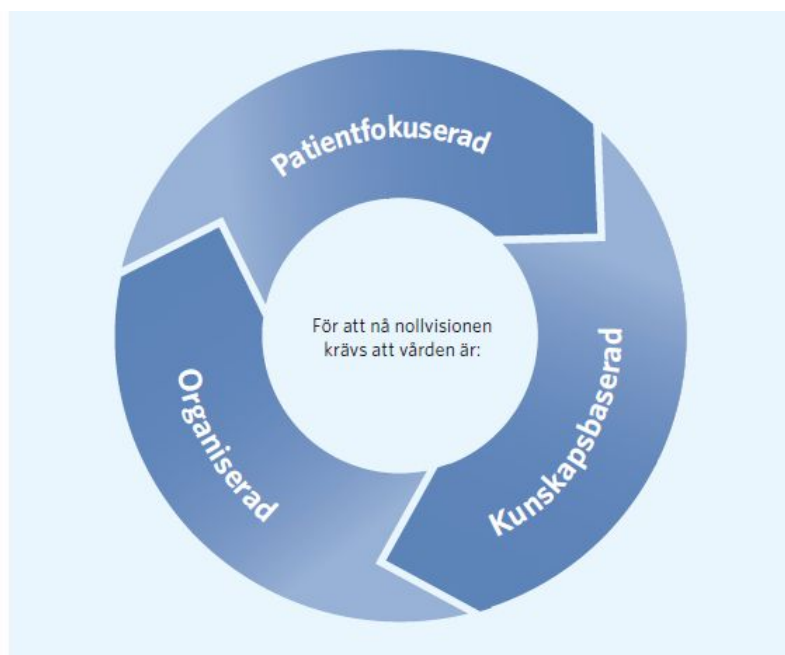 Patientfokuserad
För att nå nollvisionen
krävs att vården är:
Kunskapsbaserad
Organiserad